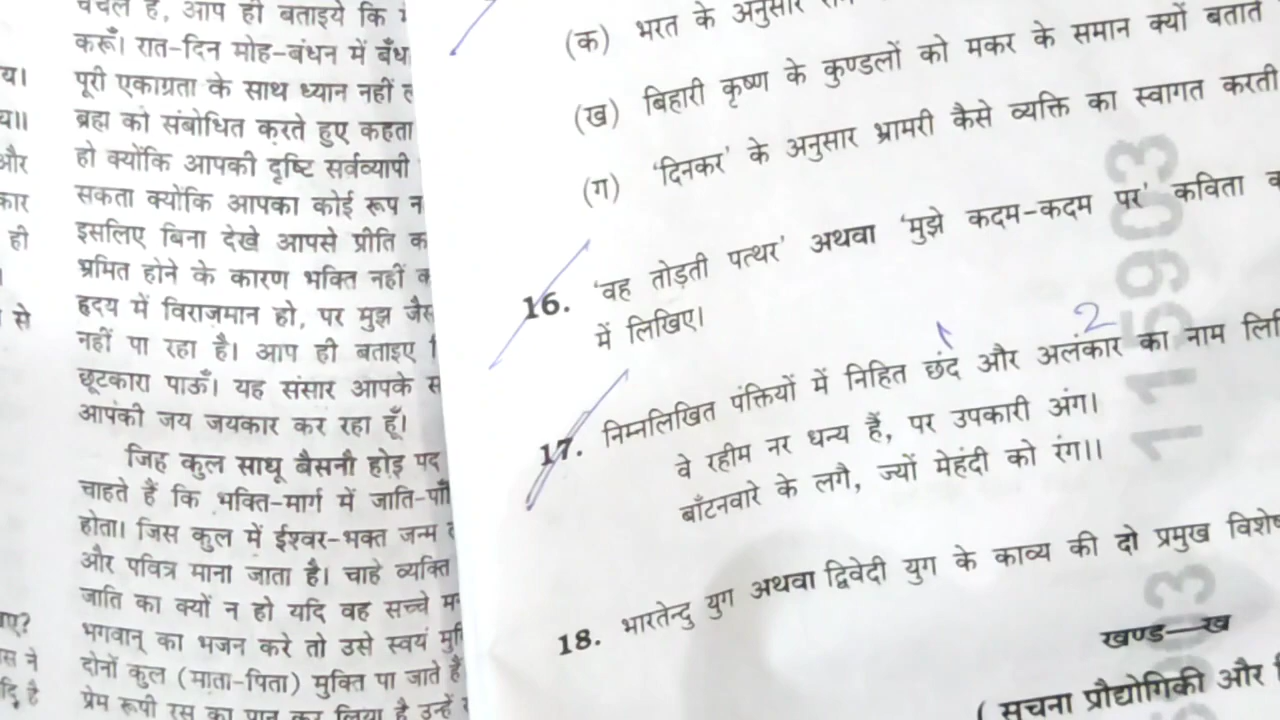 चंचल है, आप ही बताइये कि
करूँ। रात-दिन मोह-बंधन में बँध
पूरी एकाग्रता के साथ ध्यान नहीं
ब्रह्म को संबोधित करते हुए कहता
हो क्योंकि आपकी दृष्टि सर्वव्यापी
सकता क्योंकि आपका कोई रूप
इसलिए बिना देखे आपसे प्रीति
भ्रमित होने के कारण भक्ति नहीं
हृदय में विराजमान हो, पर मुझ
नहीं पा रहा है। आप ही बताइए
छूटकारा पाऊँ। यह संसार आपके
आपकी जय जयकार कर रहा हूँ।
जिह कुल साधू बैसनौ होइ पद
चाहते हैं कि भक्ति-मार्ग में
होता। जिस कुल में ईश्वर-भक्त जन्म
और पवित्र माना जाता है। चाहे व्यक्ति
जाति का क्यों न हो यदि वह सच्चे
भगवान् का भजन करे तो उसे स्वयं
दोनों कुल (माता-पिता) मुक्ति पा जाते हैं
प्रेम रूपी रस का पान कर लिया है उन्हें
और
ही
से
(क) भरत के अनुसार
(ख) बिहारी कृष्ण के कुण्डलों को मकर के समान क्यों बताते
(ग) 'दिनकर' के अनुसार भ्रामरी कैसे व्यक्ति का स्वागत करती
16. 'वह तोड़ती पत्थर' अथवा 'मुझे कदम-कदम पर' कविता
में लिखिए।
1 2
17. निम्नलिखित पंक्तियों में निहित छंद और अलंकार का नाम
वे रहीम नर धन्य हैं, पर उपकारी अंग।
बाँटनवारे के लगै, ज्यों मेहंदी को रंग।।
18. भारतेन्दु युग अथवा द्विवेदी युग के काव्य की दो प्रमुख
खण्ड—ख
(सूचना प्रौद्योगिकी और
115903